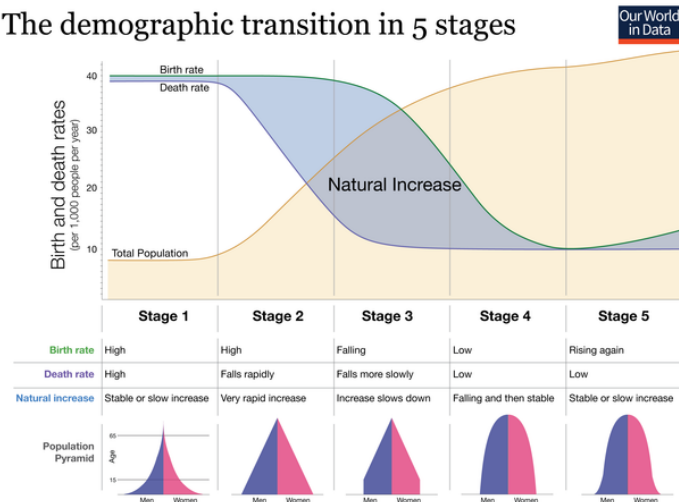 The demographic transition in 5 stages
Our World
in Data
Birth and death rates
(per 1,000 people per year)
40
30
20
10
Birth rate
Death rate
Natural Increase
Total Population
Stage 1 Stage 2 Stage 3 Stage 4 Stage 5
Birth rate High High Falling Low Rising again
Death rate High Falls rapidly Falls more slowly Low Low
Natural increase Stable or slow increase Very rapid increase Increase slows down Falling and then stable Stable or slow increase
Population
Pyramid
65
Age
15
Men Women Men Women Men Women Men Women Men Women